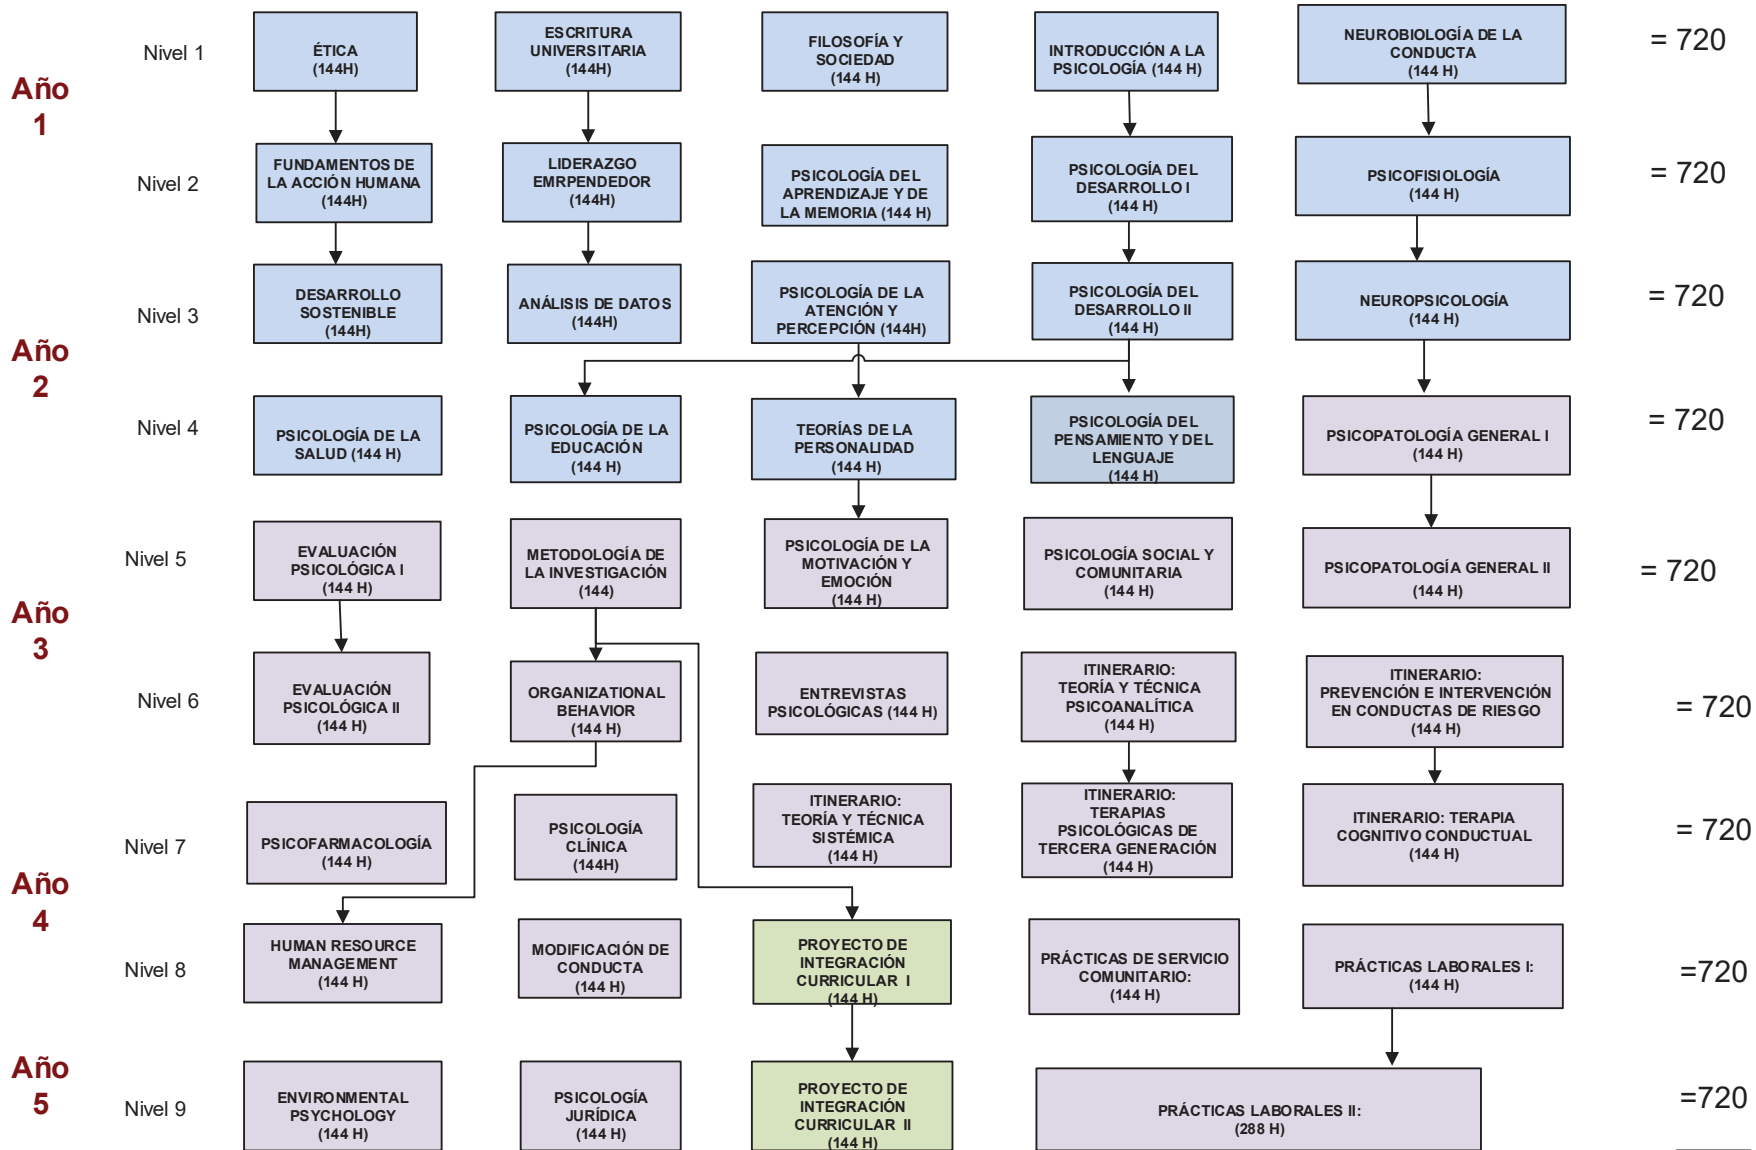 Año
1
Nivel 1
ÉTICA
(144H)
ESCRITURA
UNIVERSITARIA
(144H)
FILOSOFÍA Y
SOCIEDAD
(144 H)
INTRODUCCIÓN A LA
PSICOLOGÍA (144 H)
NEUROBIOLOGÍA DE LA
CONDUCTA
(144 H)
= 720
Nivel 2
FUNDAMENTOS DE
LA ACCIÓN HUMANA
(144H)
LIDERAZGO
EMRPENDEDOR
(144H)
PSICOLOGÍA DEL
APRENDIZAJE Y DE
LA MEMORIA (144 H)
PSICOLOGÍA DEL
DESARROLLO I
(144 H)
PSICOFISIOLOGÍA
(144 H)
= 720
Año
2
Nivel 3
DESARROLLO
SOSTENIBLE
(144H)
ANÁLISIS DE DATOS
(144H)
PSICOLOGÍA DE LA
ATENCIÓN Y
PERCEPCIÓN (144H)
PSICOLOGÍA DEL
DESARROLLO II
(144 H)
NEUROPSICOLOGÍA
(144 H)
= 720
Nivel 4
PSICOLOGÍA DE LA
SALUD (144 H)
PSICOLOGÍA DE LA
EDUCACIÓN
(144 H)
TEORÍAS DE LA
PERSONALIDAD
(144 H)
PSICOLOGÍA DEL
PENSAMIENTO Y DEL
LENGUAJE
(144 H)
PSICOPATOLOGÍA GENERAL I
(144 H)
= 720
Año
3
Nivel 5
EVALUACIÓN
PSICOLÓGICA I
(144 H)
METODOLOGÍA DE
LA INVESTIGACIÓN
(144)
PSICOLOGÍA DE LA
MOTIVACIÓN Y
EMOCIÓN
(144 H)
PSICOLOGÍA SOCIAL Y
COMUNITARIA
(144 H)
PSICOPATOLOGÍA GENERAL II
(144 H)
= 720
Nivel 6
EVALUACIÓN
PSICOLÓGICA II
(144 H)
ORGANIZATIONAL
BEHAVIOR
(144 H)
ENTREVISTAS
PSICOLÓGICAS (144 H)
ITINERARIO:
TEORÍA Y TÉCNICA
PSICOANALÍTICA
(144 H)
ITINERARIO:
PREVENCIÓN E INTERVENCIÓN
EN CONDUCTAS DE RIESGO
(144 H)
= 720
Año
4
Nivel 7
PSICOFARMACOLOGÍA
(144 H)
PSICOLOGÍA
CLÍNICA
(144H)
ITINERARIO:
TEORÍA Y TÉCNICA
SISTÉMICA
(144 H)
ITINERARIO:
TERAPIAS
PSICOLÓGICAS DE
TERCERA GENERACIÓN
(144 H)
ITINERARIO: TERAPIA
COGNITIVO CONDUCTUAL
(144 H)
= 720
Nivel 8
HUMAN RESOURCE
MANAGEMENT
(144 H)
MODIFICACIÓN DE
CONDUCTA
(144 H)
PROYECTO DE
INTEGRACIÓN
CURRICULAR I
(144 H)
PRÁCTICAS DE SERVICIO
COMUNITARIO:
(144 H)
PRÁCTICAS LABORALES I:
(144 H)
=720
Año
5
Nivel 9
ENVIRONMENTAL
PSYCHOLOGY
(144 H)
PSICOLOGÍA
JURÍDICA
(144 H)
PROYECTO DE
INTEGRACIÓN
CURRICULAR II
(144 H)
PRÁCTICAS LABORALES II:
(288 H)
=720